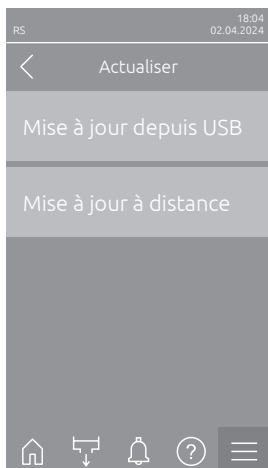 18:04
RS 02.04.2024
Actualiser
Mise à jour depuis USB
Mise à jour à distance
?